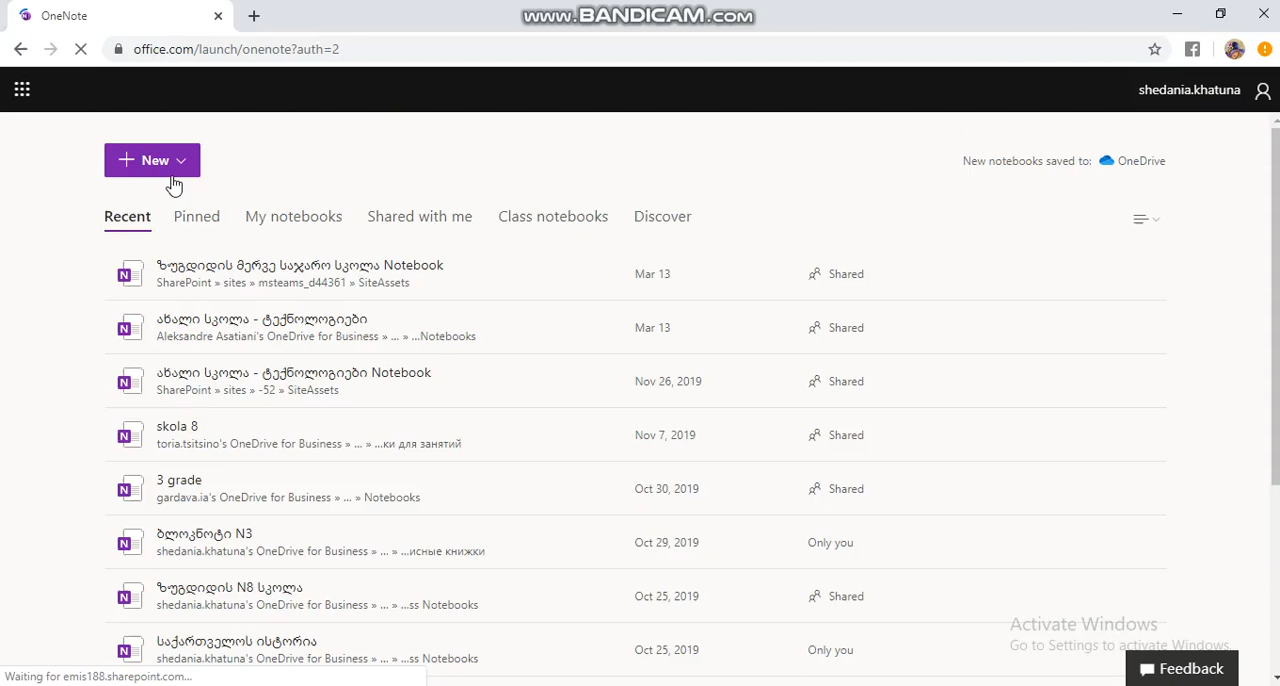 OneNote
www.BANDICAM.com
office.com/launch/onenote?auth=2
shedania.khatuna
New
New notebooks saved to: OneDrive
Recent Pinned My notebooks Shared with me Class notebooks Discover
ზუგდიდის მერვე საჯარო სკოლა Notebook
SharePoint » sites » msteams_d44361 » SiteAssets
Mar 13 Shared
ახალი სკოლა - ტექნოლოგიები
Aleksandre Asatiani's OneDrive for Business » ... » ...Notebooks
Mar 13 Shared
ახალი სკოლა - ტექნოლოგიები Notebook
SharePoint » sites » -52 » SiteAssets
Nov 26, 2019 Shared
skola 8
toria.tsitsino's OneDrive for Business » ... » ...ки для занятий
Nov 7, 2019 Shared
3 grade
gardava.ia's OneDrive for Business » ... » Notebooks
Oct 30, 2019 Shared
ბლოკნოტი N3
shedania.khatuna's OneDrive for Business » ... » ...исные книжки
Oct 29, 2019 Only you
ზუგდიდის N8 სკოლა
shedania.khatuna's OneDrive for Business » ... » ...ss Notebooks
Oct 25, 2019 Shared
საქართველოს ისტორია
shedania.khatuna's OneDrive for Business » ... » ...ss Notebooks
Oct 25, 2019 Only you
Activate Windows
Go to Settings to activate Windows.
Feedback
Waiting for emis188.sharepoint.com...